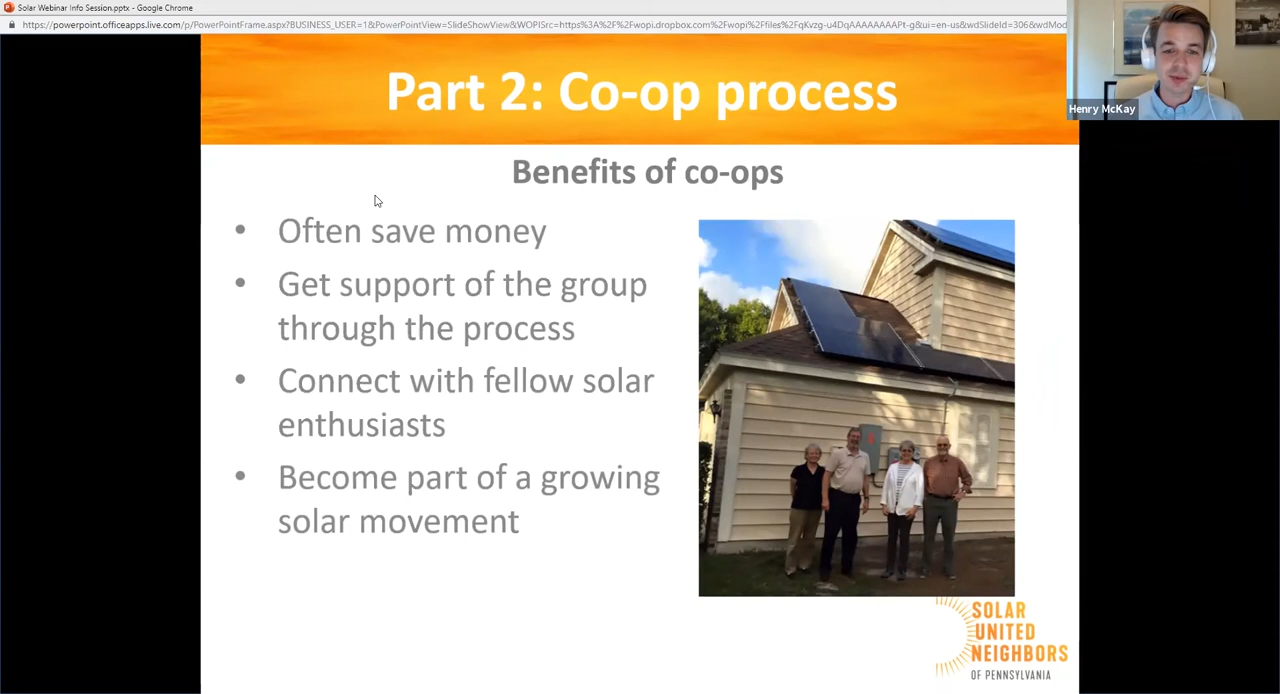 Solar Webinar Info Session.pptx - Google Chrome
https://powerpoint.officeapps.live.com/p/PowerPointFrame.aspx?BUSINESS_USER=1&PowerPointView=SlideShowView&WOPISrc=https%3A%2F%2Fwopi.dropbox.com%2Fwopi%2Ffiles%2FqKvzg-u4DqAAAAAAAAPt-g&ui=en-us&wdSlideId=306&wdMod
Henry McKay
Part 2: Co-op process
Benefits of co-ops
• Often save money
• Get support of the group
through the process
• Connect with fellow solar
enthusiasts
• Become part of a growing
solar movement
SOLAR
UNITED
NEIGHBORS
OF PENNSYLVANIA